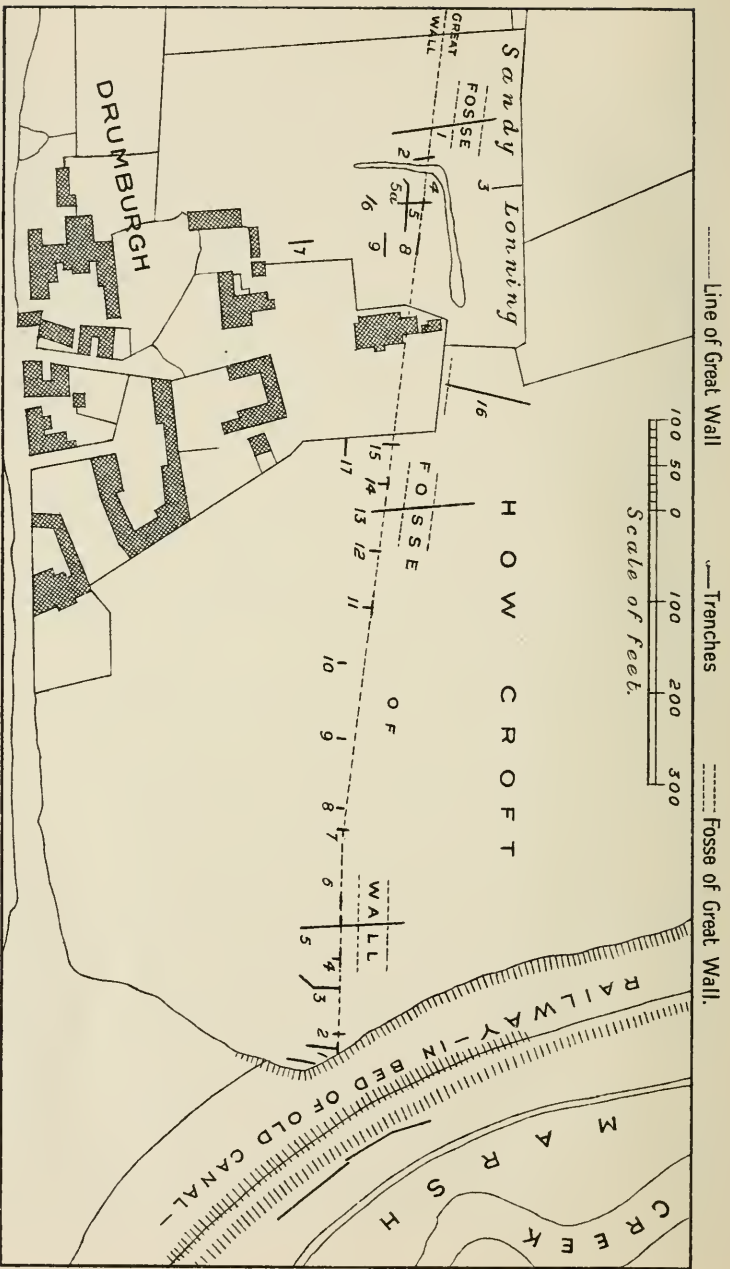 Line of Great Wall
Trenches
Fosse of Great Wall.
100 50 0 100 200 300
Scale of feet.
Sandy Lonning
GREAT WALL
FOSSE
1
2
3
4
5
5a
6
7
8
9
DRUMBURGH
HOW CROFT
16
17
15
14
13
12
11
10
9
8
7
6
5
4
3
2
1
FOSSE
OF
WALL
RAILWAY–IN BED OF OLD CANAL–
MARSH
CREEK